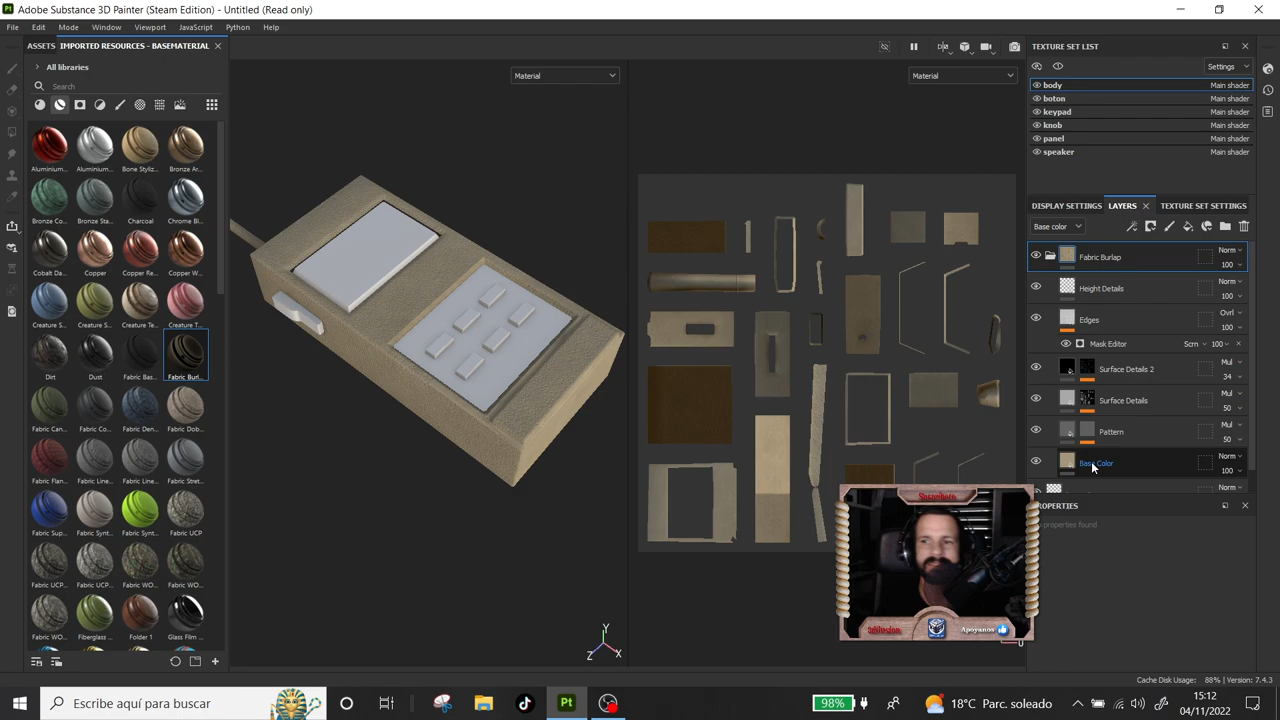 Adobe Substance 3D Painter (Steam Edition) - Untitled (Read only)
File Edit Mode Window Viewport JavaScript Python Help
ASSETS IMPORTED RESOURCES - BASEMATERIAL
All libraries
Search
Aluminium... Aluminium... Bone Styliz... Bronze Ar...
Bronze Co... Bronze Sta... Charcoal Chrome Bl...
Cobalt Da... Copper Copper Re... Copper W...
Creature S... Creature S... Creature Te... Creature T...
Dirt Dust Fabric Bas... Fabric Burl...
Fabric Can... Fabric Co... Fabric Den... Fabric Dob...
Fabric Flan... Fabric Line... Fabric Rou... Fabric Stret...
Fabric Sup... Fabric Synt... Fabric Synt... Fabric UCP
Fabric UCP... Fabric UCP... Fabric WO... Fabric WO...
Fabric WO... Fiberglass ... Folder 1 Glass Film ...
Material
Material
Y
Z X
U
TEXTURE SET LIST
Settings
body Main shader
boton Main shader
keypad Main shader
knob Main shader
panel Main shader
speaker Main shader
DISPLAY SETTINGS LAYERS TEXTURE SET SETTINGS
Base color
Fabric Burlap Norm 100
Height Details Norm 100
Edges Ovrl 100
Mask Editor Scrn 100
Surface Details 2 Mul 34
Surface Details Mul 50
Pattern Mul 50
Base Color Norm 100
Norm
PROPERTIES
properties found
Apoyanos
Cache Disk Usage: 88% | Version: 7.4.3
Escribe aquí para buscar
Pt
98%
18°C Parc. soleado
15:12
04/11/2022